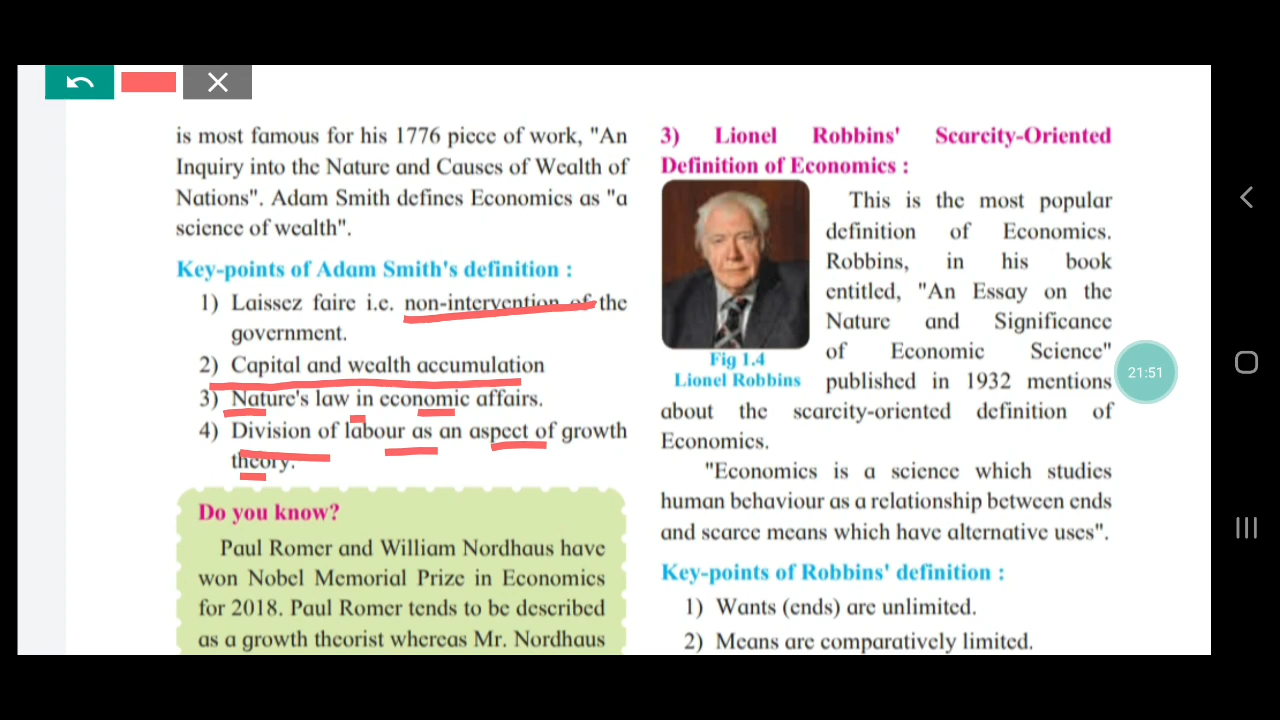 is most famous for his 1776 piece of work, "An
Inquiry into the Nature and Causes of Wealth of
Nations". Adam Smith defines Economics as "a
science of wealth".
Key-points of Adam Smith's definition :
1) Laissez faire i.e. non-intervention of the
government.
2) Capital and wealth accumulation
3) Nature's law in economic affairs.
4) Division of labour as an aspect of growth
theory.
Do you know?
Paul Romer and William Nordhaus have
won Nobel Memorial Prize in Economics
for 2018. Paul Romer tends to be described
as a growth theorist whereas Mr. Nordhaus
3) Lionel Robbins' Scarcity-Oriented
Definition of Economics :
This is the most popular
definition of Economics.
Robbins, in his book
entitled, "An Essay on the
Nature and Significance
of Economic Science"
published in 1932 mentions
about the scarcity-oriented definition of
Economics.
Fig 1.4
Lionel Robbins
"Economics is a science which studies
human behaviour as a relationship between ends
and scarce means which have alternative uses".
Key-points of Robbins' definition :
1) Wants (ends) are unlimited.
2) Means are comparatively limited.
21:51